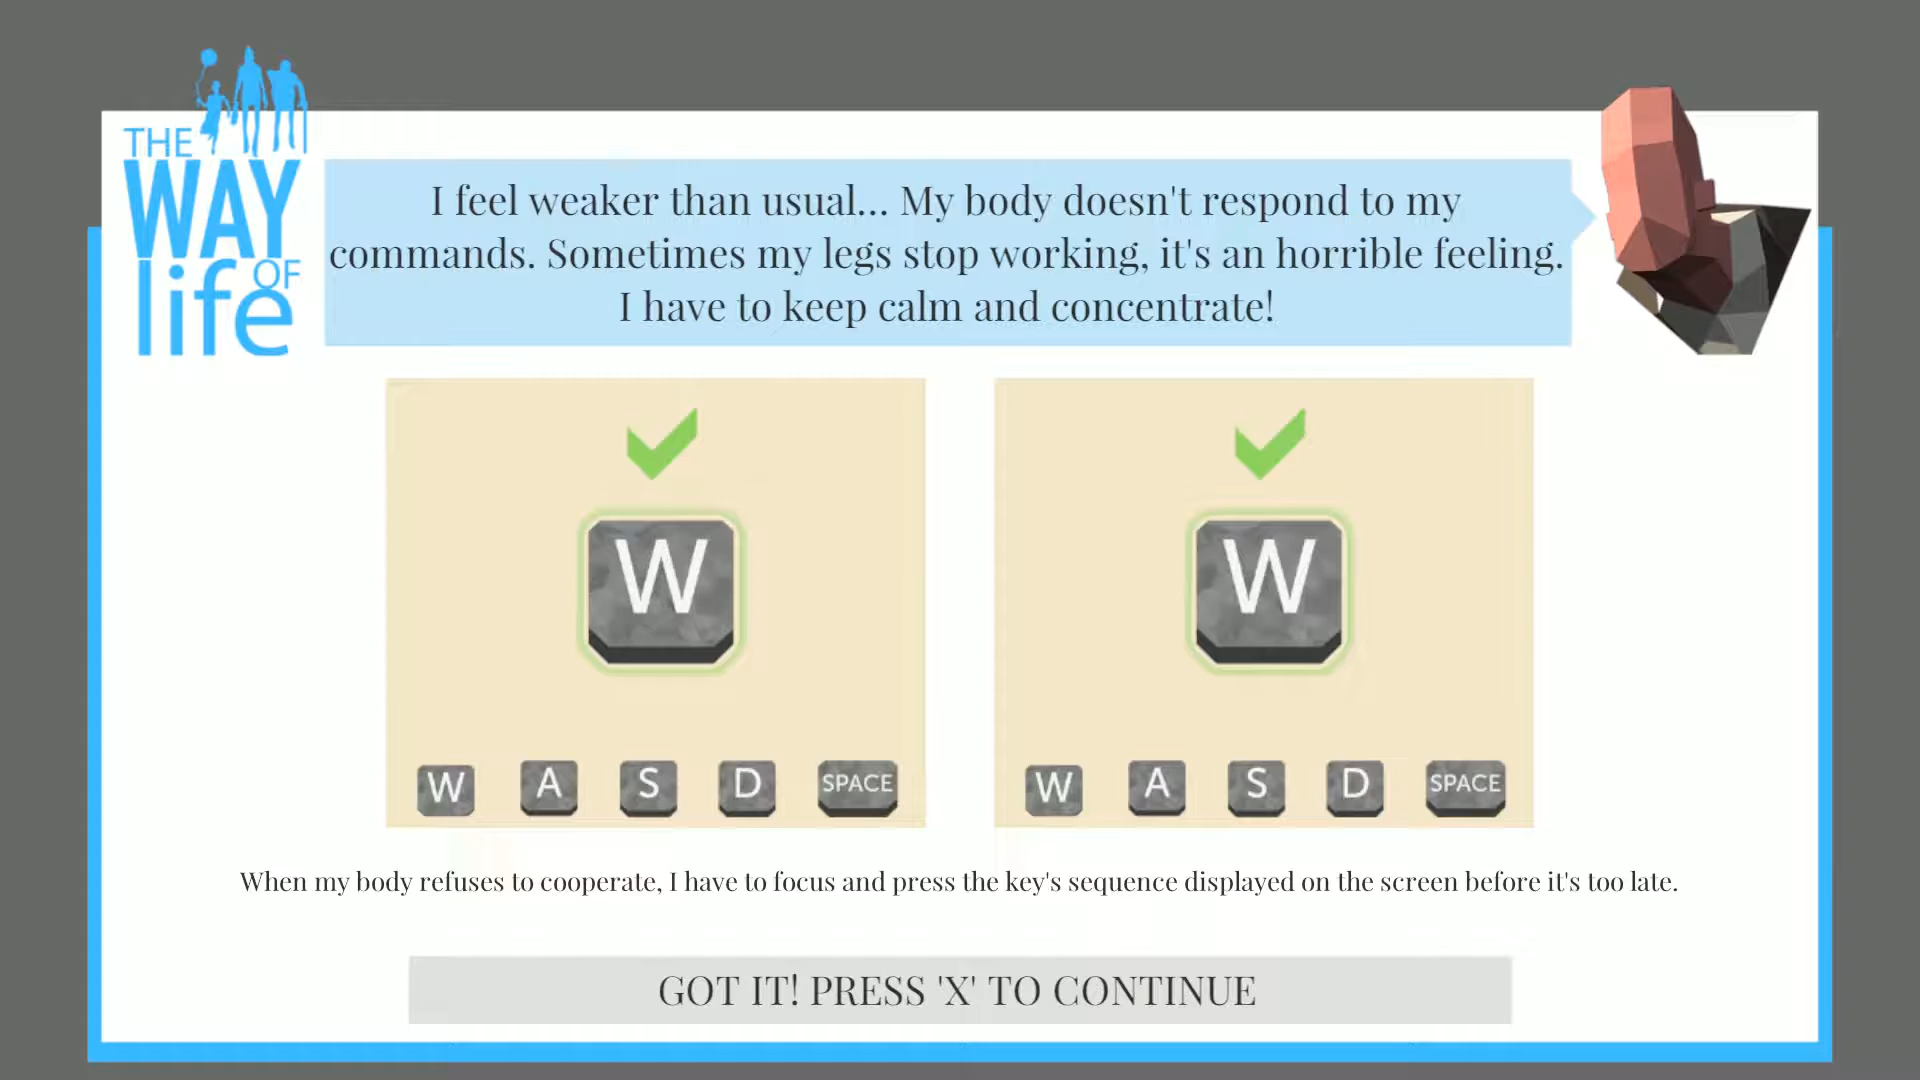 THE
WAY
OF
life
I feel weaker than usual... My body doesn't respond to my
commands. Sometimes my legs stop working, it's an horrible feeling.
I have to keep calm and concentrate!
W W
W A S D SPACE W A S D SPACE
When my body refuses to cooperate, I have to focus and press the key's sequence displayed on the screen before it's too late.
GOT IT! PRESS 'X' TO CONTINUE